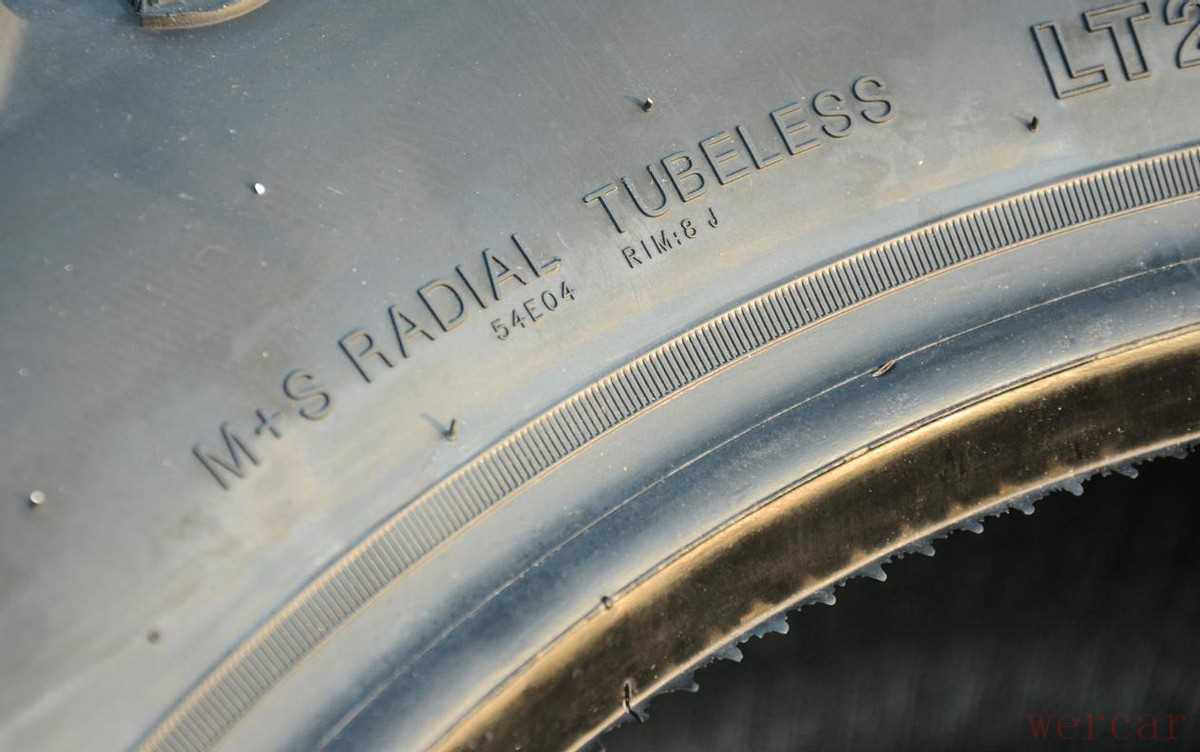 M+S RADIAL TUBELESS
54E04
RIM:8 J
LT2
wercar